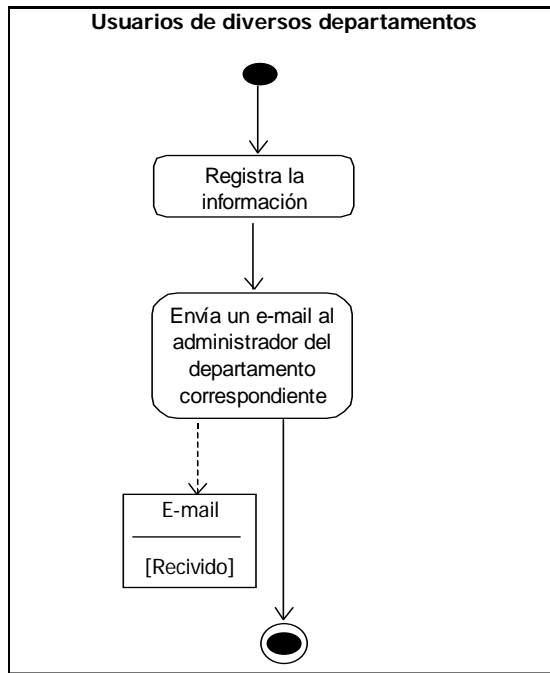 Usuarios de diversos departamentos
Registra la
información
Envía un e-mail al
administrador del
departamento
correspondiente
E-mail
[Recivido]